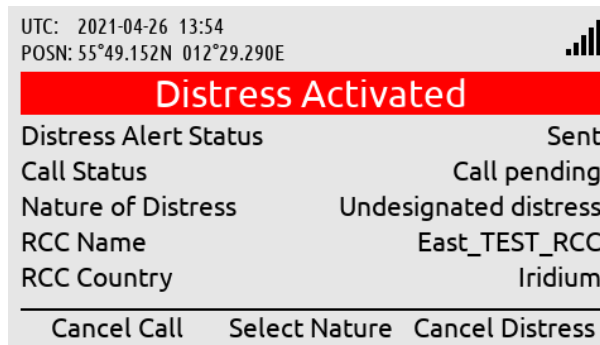 UTC: 2021-04-26 13:54
POSN: 55°49.152N 012°29.290E
Distress Activated
Distress Alert Status Sent
Call Status Call pending
Nature of Distress Undesignated distress
RCC Name East_TEST_RCC
RCC Country Iridium
Cancel Call Select Nature Cancel Distress